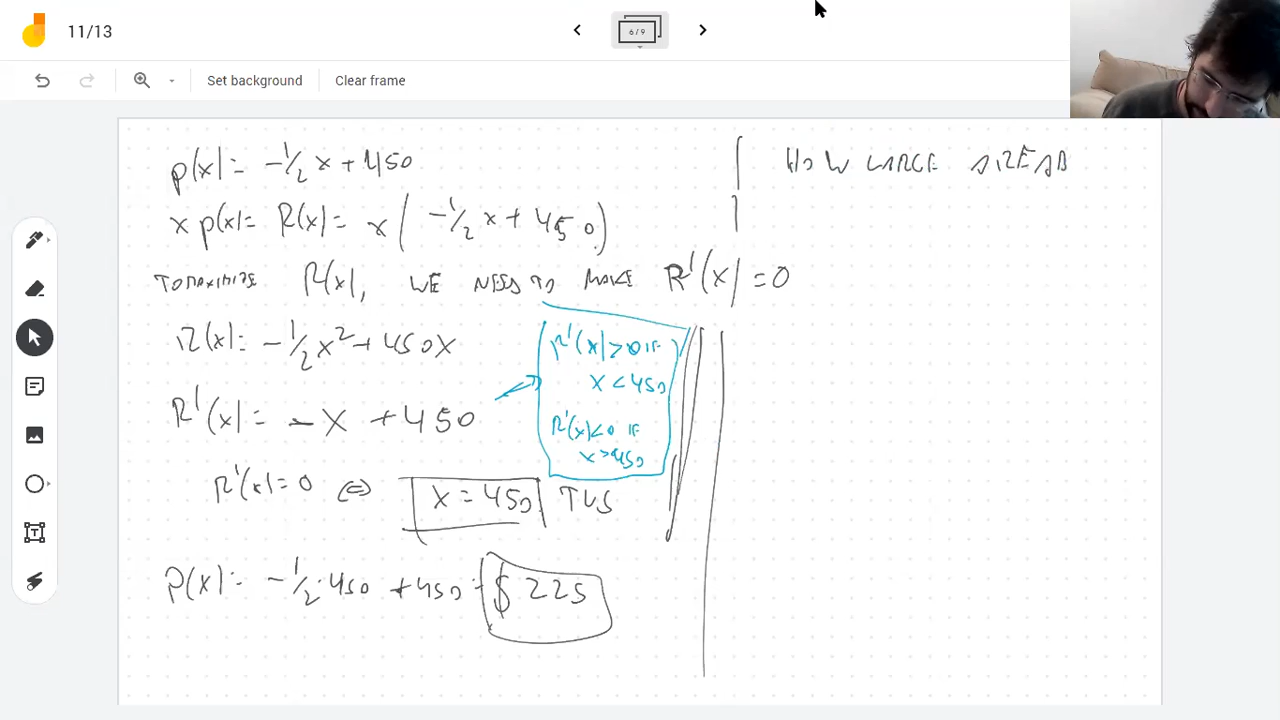 11/13
6 / 9
Set background
Clear frame
p(x) = -1/2 x + 450
x p(x) = R(x) = x ( -1/2 x + 450 )
TO MAXIMIZE R(x), WE NEED TO MAKE R'(x) = 0
R(x) = -1/2 x² + 450x
R'(x) = -x + 450
R'(x) = 0 ⇔ x = 450 TVS
P(x) = -1/2 · 450 + 450 = $ 225
R'(x) > 0 IF
x < 450
R'(x) < 0 IF
x > 450
HOW LARGE